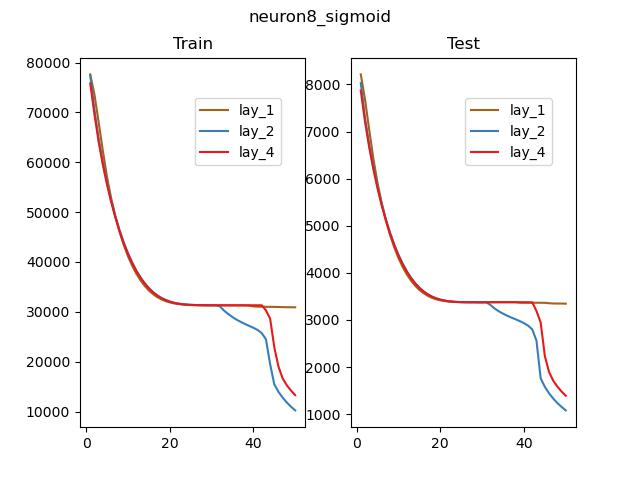 neuron8_sigmoid
Train
80000
70000
60000
50000
40000
30000
20000
10000
0
20
40
lay_1
lay_2
lay_4
Test
8000
7000
6000
5000
4000
3000
2000
1000
0
20
40
lay_1
lay_2
lay_4